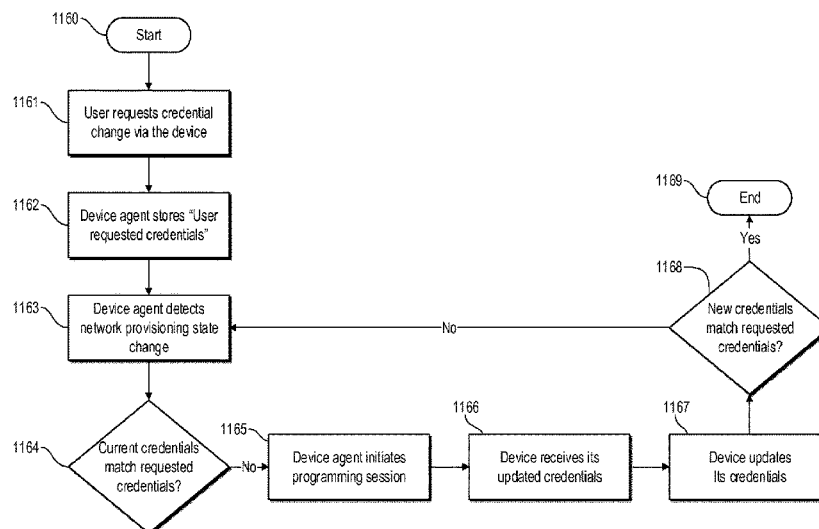 1160
Start
1161
User requests credential
change via the device
1162
Device agent stores “User
requested credentials”
1163
Device agent detects
network provisioning state
change
1164
Current credentials
match requested
credentials?
No
1165
Device agent initiates
programming session
1166
Device receives its
updated credentials
1167
Device updates
Its credentials
1168
New credentials
match requested
credentials?
No
Yes
1169
End